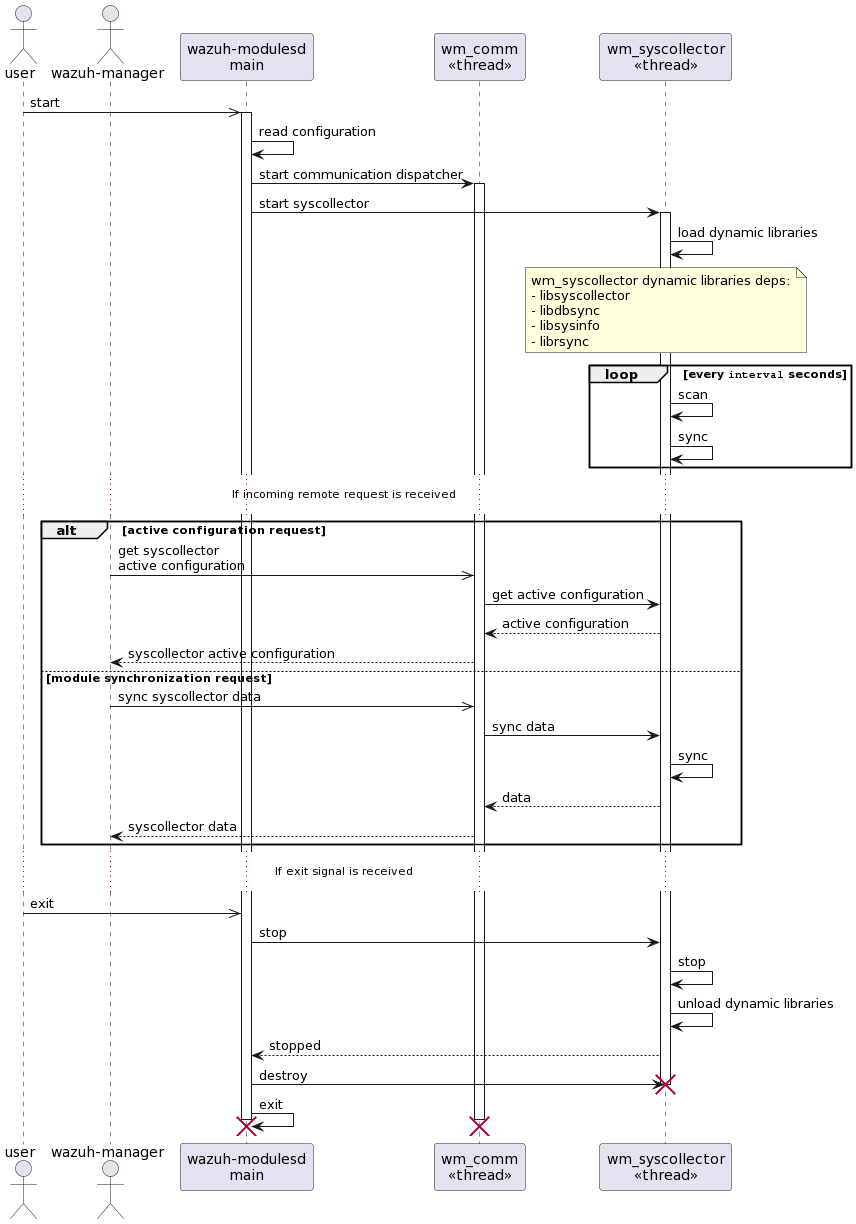 user
wazuh-manager
wazuh-modulesd
main
wm_comm
«thread»
wm_syscollector
«thread»
start
read configuration
start communication dispatcher
start syscollector
load dynamic libraries
wm_syscollector dynamic libraries deps:
- libsyscollector
- libdbsync
- libsysinfo
- librsync
loop
[every interval seconds]
scan
sync
If incoming remote request is received
alt
[active configuration request]
get syscollector
active configuration
get active configuration
active configuration
syscollector active configuration
[module synchronization request]
sync syscollector data
sync data
sync
data
syscollector data
If exit signal is received
exit
stop
stop
unload dynamic libraries
stopped
destroy
exit
user
wazuh-manager
wazuh-modulesd
main
wm_comm
«thread»
wm_syscollector
«thread»